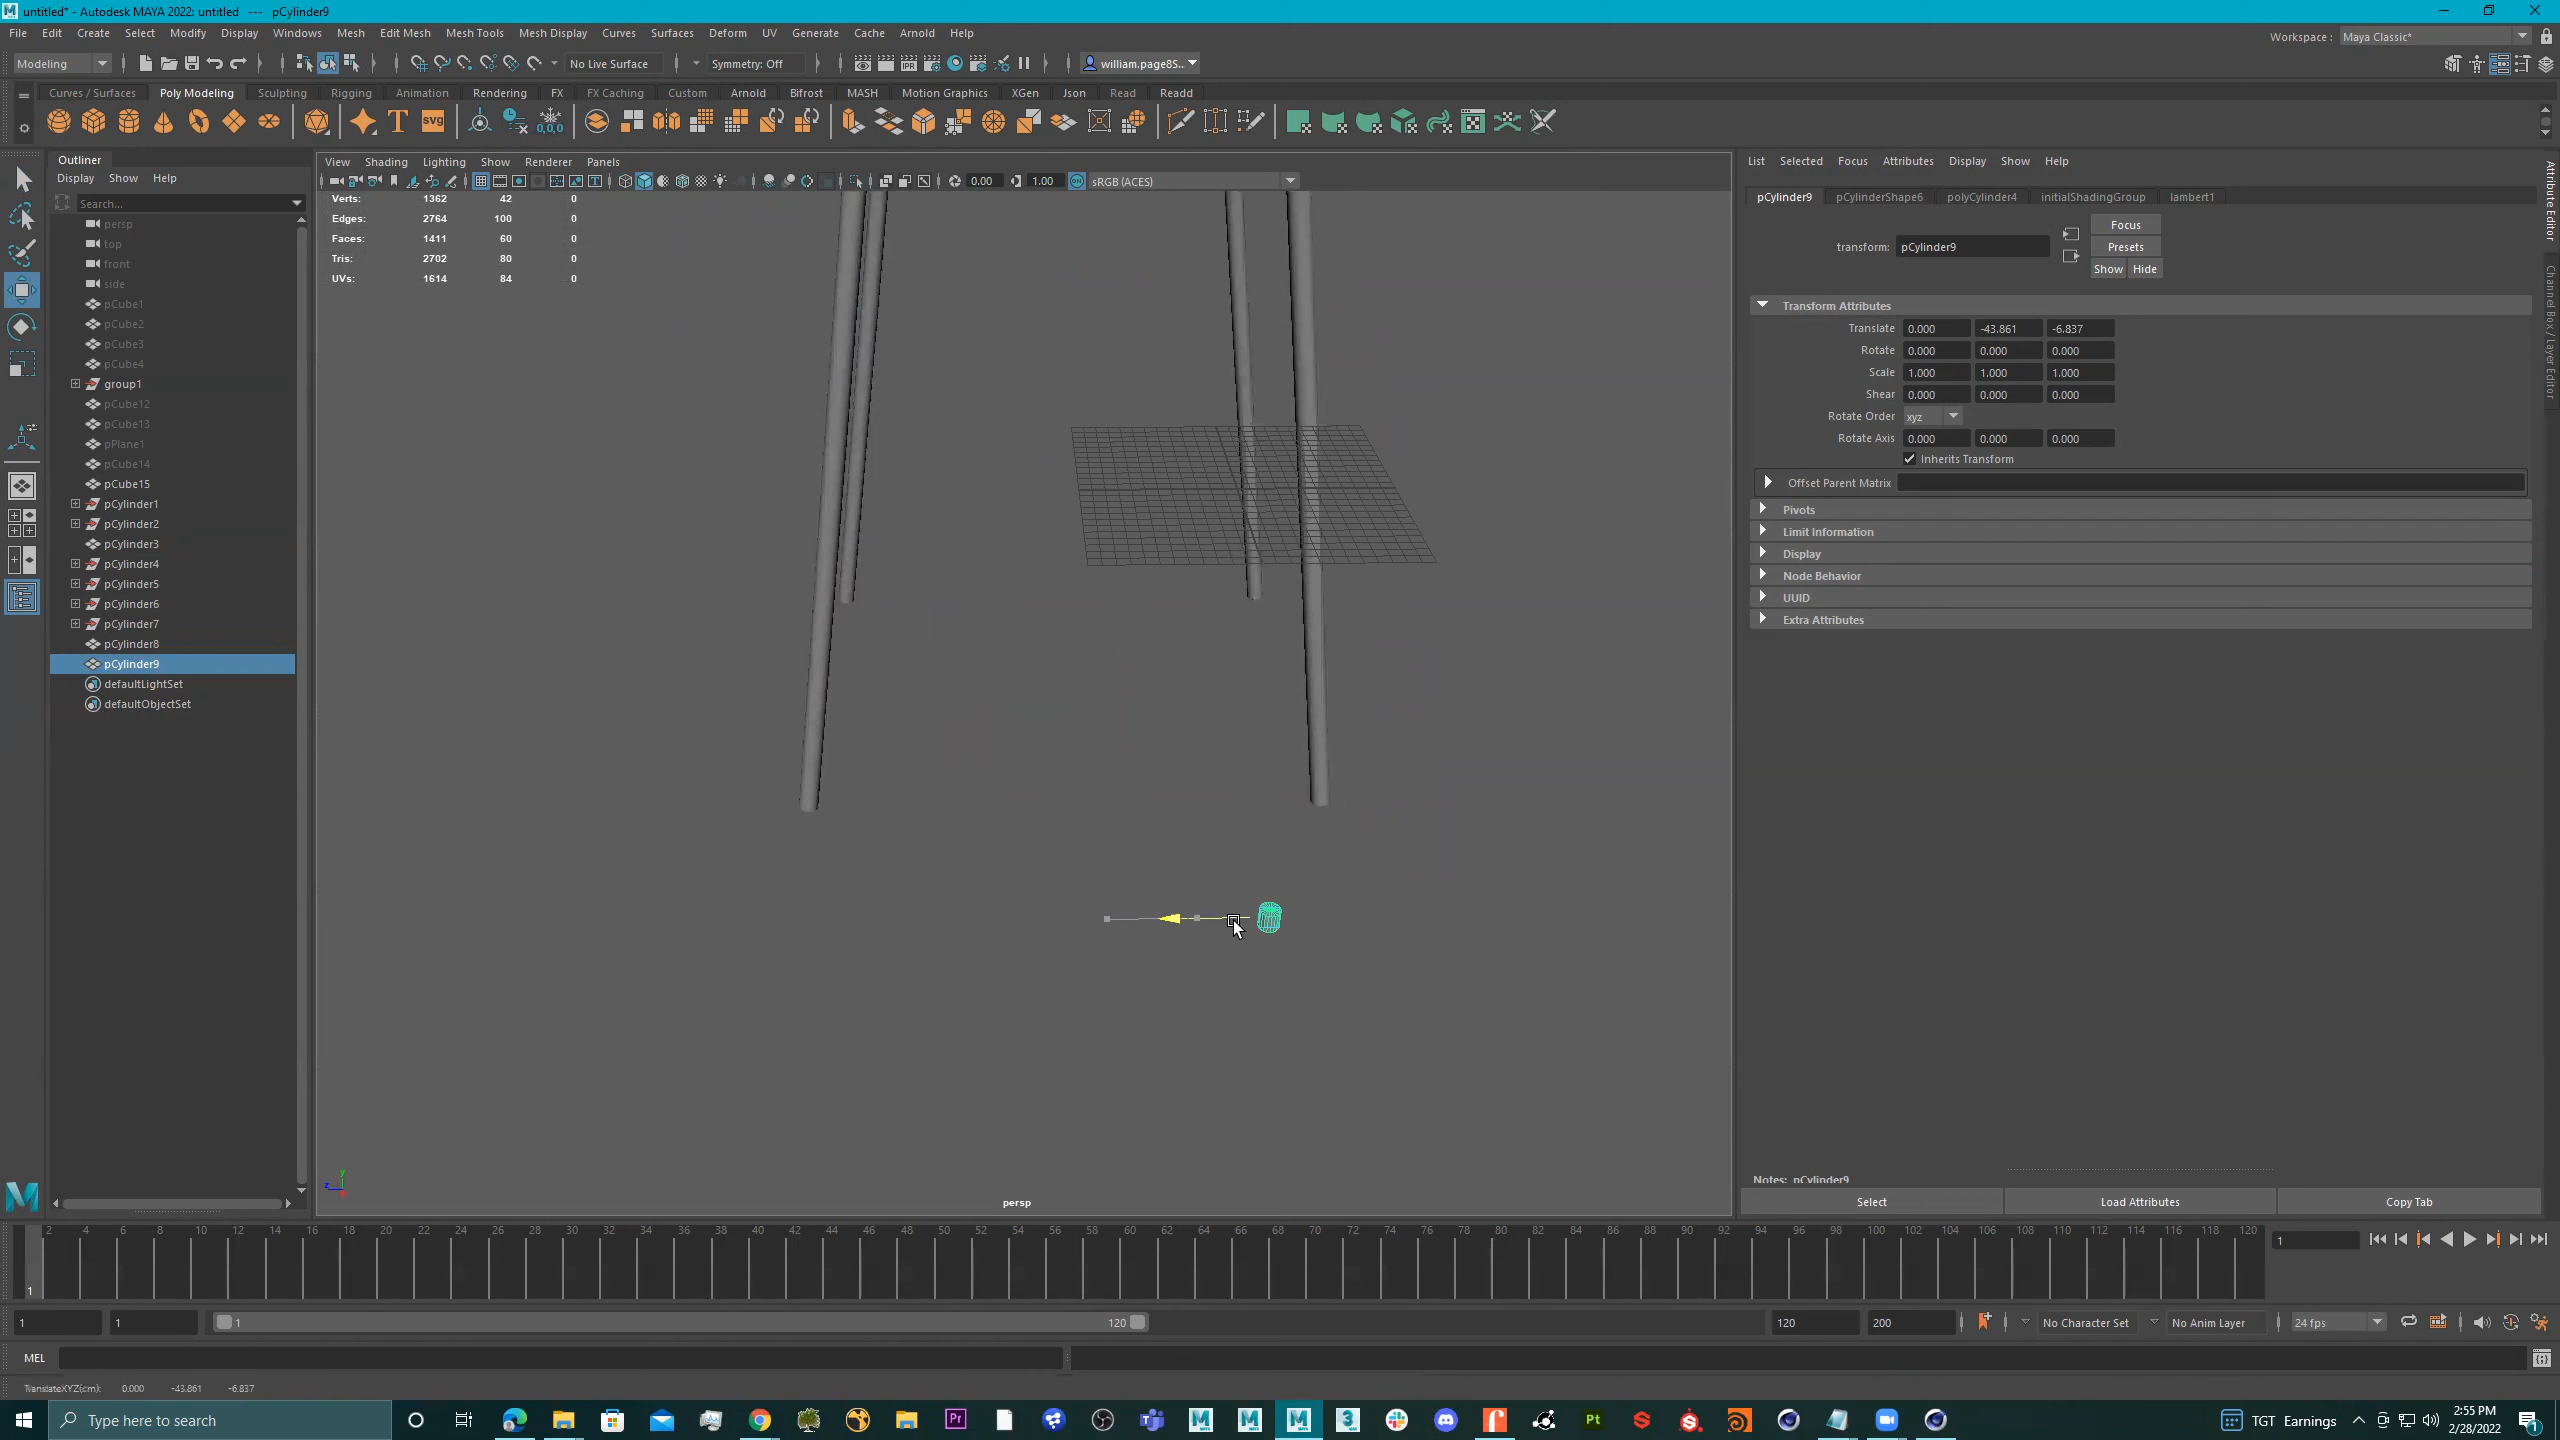 untitled* - Autodesk MAYA 2022: untitled --- pCylinder9
File Edit Create Select Modify Display Windows Mesh Edit Mesh Mesh Tools Mesh Display Curves Surfaces Deform UV Generate Cache Arnold Help
Workspace : Maya Classic*
Modeling No Live Surface Symmetry: Off william.page8S...
Curves / Surfaces Poly Modeling Sculpting Rigging Animation Rendering FX FX Caching Custom Arnold Bifrost MASH Motion Graphics XGen Json Read Readd
T svg 0,0,0
Outliner
Display Show Help
Search...
persp
top
front
side
pCube1
pCube2
pCube3
pCube4
group1
pCube12
pCube13
pPlane1
pCube14
pCube15
pCylinder1
pCylinder2
pCylinder3
pCylinder4
pCylinder5
pCylinder6
pCylinder7
pCylinder8
pCylinder9
defaultLightSet
defaultObjectSet
View Shading Lighting Show Renderer Panels
0.00 1.00 sRGB (ACES)
Verts: 1362 42 0
Edges: 2764 100 0
Faces: 1411 60 0
Tris: 2702 80 0
UVs: 1614 84 0
y
z
persp
List Selected Focus Attributes Display Show Help
pCylinder9 pCylinderShape6 polyCylinder4 initialShadingGroup lambert1
Focus
transform: pCylinder9
Presets
Show Hide
Transform Attributes
Translate 0.000 -43.861 -6.837
Rotate 0.000 0.000 0.000
Scale 1.000 1.000 1.000
Shear 0.000 0.000 0.000
Rotate Order xyz
Rotate Axis 0.000 0.000 0.000
Inherits Transform
Offset Parent Matrix
Pivots
Limit Information
Display
Node Behavior
UUID
Extra Attributes
Notes: pCylinder9
Select Load Attributes Copy Tab
Attribute Editor
Channel Box / Layer Editor
2 4 6 8 10 12 14 16 18 20 22 24 26 28 30 32 34 36 38 40 42 44 46 48 50 52 54 56 58 60 62 64 66 68 70 72 74 76 78 80 82 84 86 88 90 92 94 96 98 100 102 104 106 108 110 112 114 116 118 120
1
1
1 1 1 120 120 200 No Character Set No Anim Layer 24 fps
MEL
TranslateXYZ(cm): 0.000 -43.861 -6.837
Type here to search
TGT Earnings
2:55 PM
2/28/2022